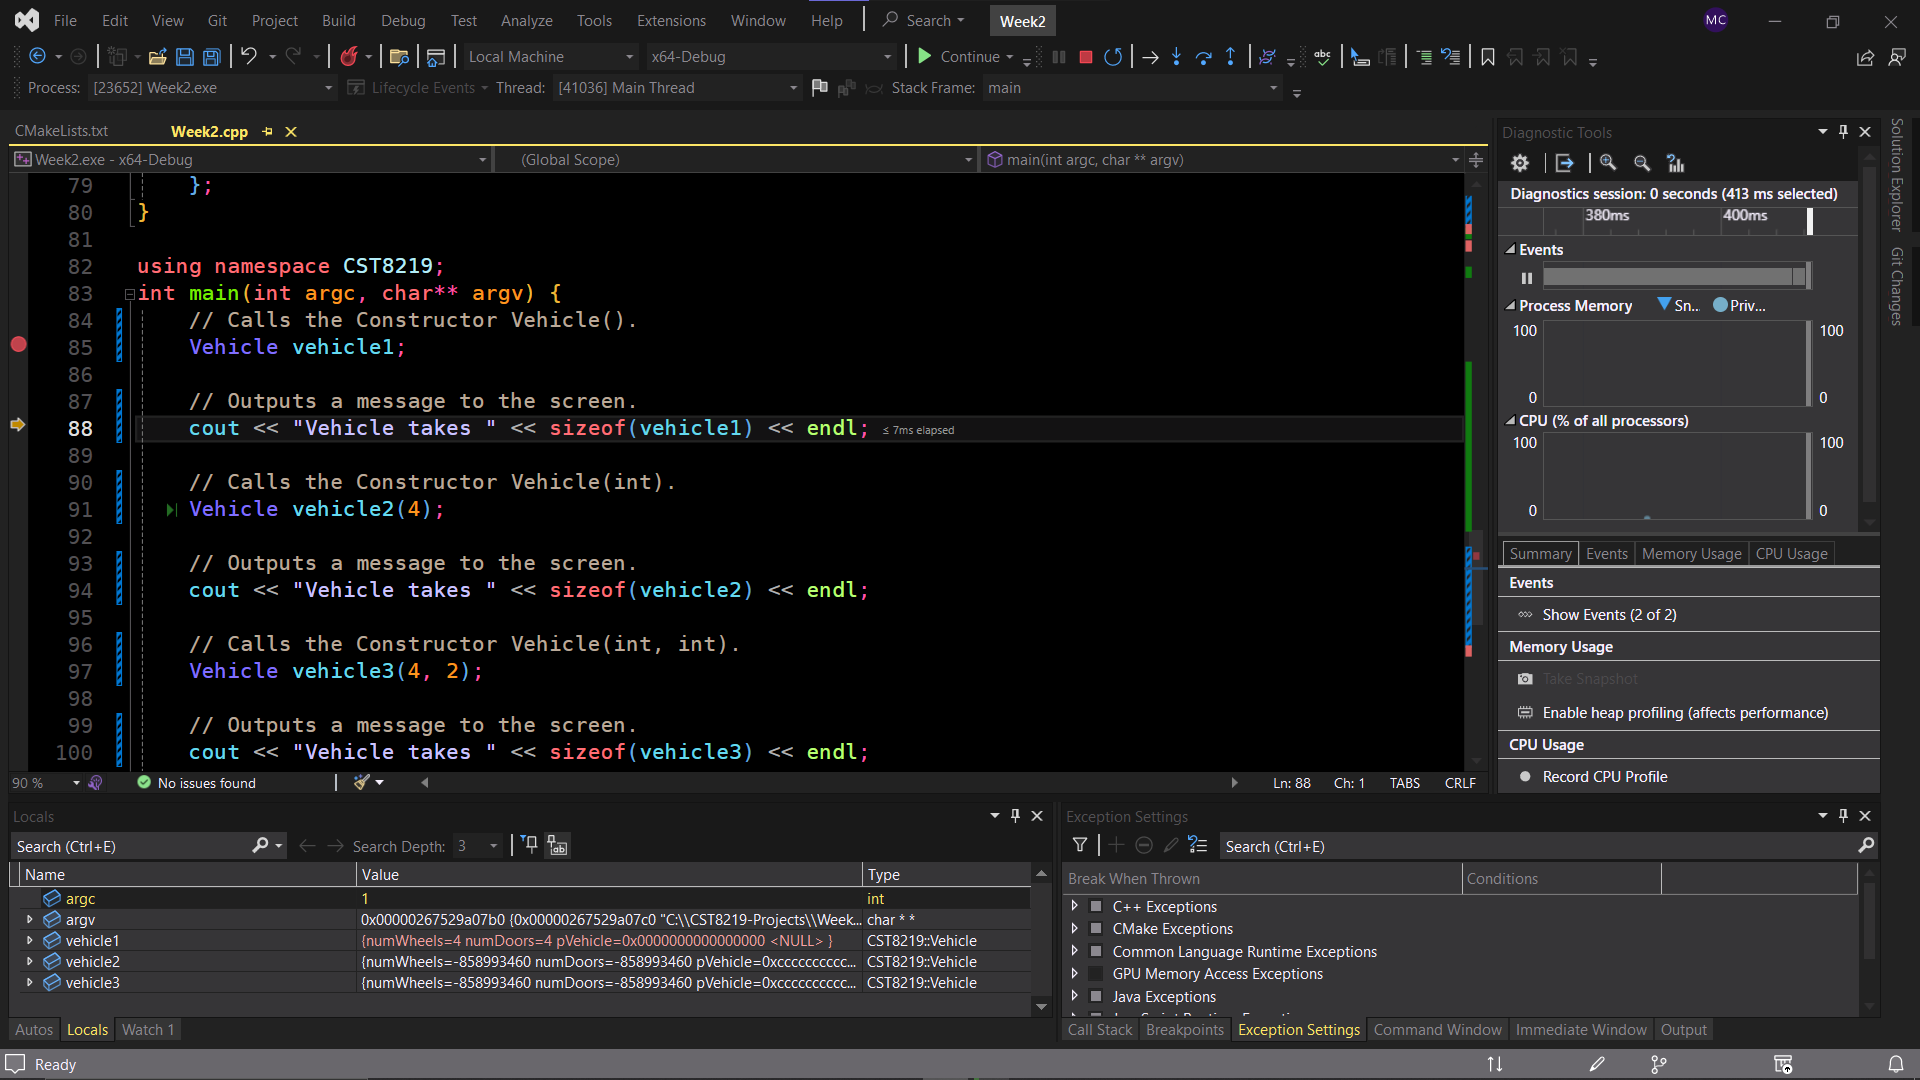 File Edit View Git Project Build Debug Test Analyze Tools Extensions Window Help Search Week2 MC
Local Machine x64-Debug Continue abc
Process: [23652] Week2.exe Lifecycle Events Thread: [41036] Main Thread Stack Frame: main
CMakeLists.txt Week2.cpp
Week2.exe - x64-Debug (Global Scope) main(int argc, char ** argv)
79 };
80 }
81
82 using namespace CST8219;
83 int main(int argc, char** argv) {
84 // Calls the Constructor Vehicle().
85 Vehicle vehicle1;
86
87 // Outputs a message to the screen.
88 cout << "Vehicle takes " << sizeof(vehicle1) << endl; ≤ 7ms elapsed
89
90 // Calls the Constructor Vehicle(int).
91 Vehicle vehicle2(4);
92
93 // Outputs a message to the screen.
94 cout << "Vehicle takes " << sizeof(vehicle2) << endl;
95
96 // Calls the Constructor Vehicle(int, int).
97 Vehicle vehicle3(4, 2);
98
99 // Outputs a message to the screen.
100 cout << "Vehicle takes " << sizeof(vehicle3) << endl;
90 % No issues found Ln: 88 Ch: 1 TABS CRLF
Diagnostic Tools
Diagnostics session: 0 seconds (413 ms selected)
380ms 400ms
Events
Process Memory Sn... Priv...
100 100
0 0
CPU (% of all processors)
100 100
0 0
Summary Events Memory Usage CPU Usage
Events
Show Events (2 of 2)
Memory Usage
Take Snapshot
Enable heap profiling (affects performance)
CPU Usage
Record CPU Profile
Solution Explorer
Git Changes
Locals
Search (Ctrl+E) Search Depth: 3
Name Value Type
argc 1 int
argv 0x00000267529a07b0 {0x00000267529a07c0 "C:\\CST8219-Projects\\Week... char * *
vehicle1 {numWheels=4 numDoors=4 pVehicle=0x0000000000000000 <NULL> } CST8219::Vehicle
vehicle2 {numWheels=-858993460 numDoors=-858993460 pVehicle=0xcccccccccc... CST8219::Vehicle
vehicle3 {numWheels=-858993460 numDoors=-858993460 pVehicle=0xcccccccccc... CST8219::Vehicle
Autos Locals Watch 1
Exception Settings
Search (Ctrl+E)
Break When Thrown Conditions
C++ Exceptions
CMake Exceptions
Common Language Runtime Exceptions
GPU Memory Access Exceptions
Java Exceptions
Call Stack Breakpoints Exception Settings Command Window Immediate Window Output
Ready